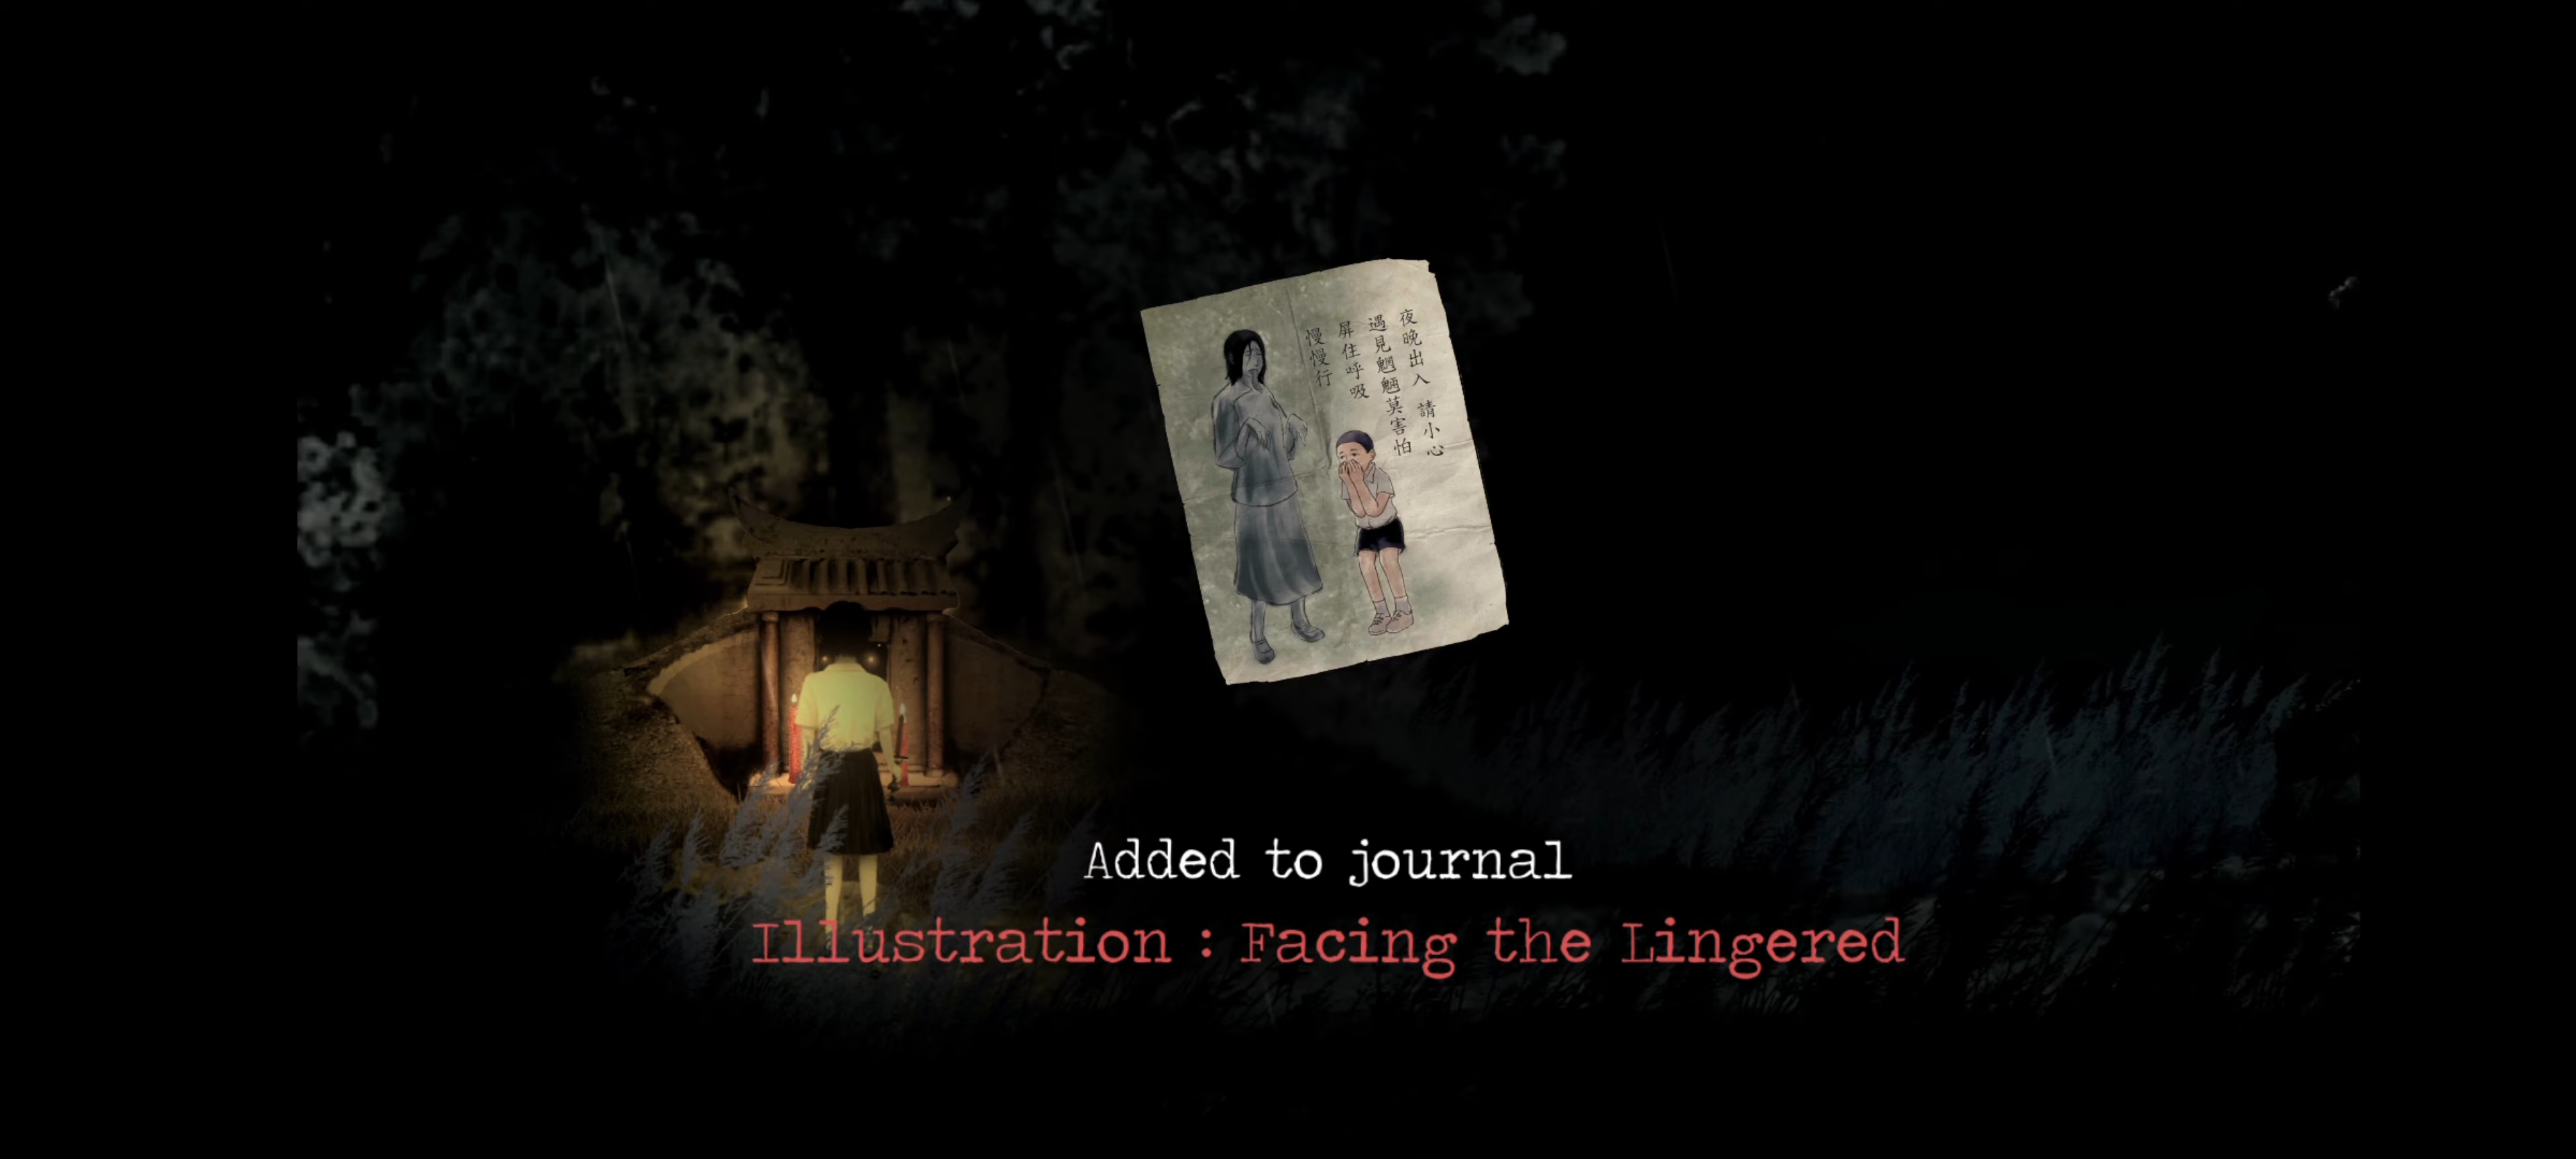 夜晚出入 請小心
遇見魍魎莫害怕
屏住呼吸
慢慢行
Added to journal
Illustration : Facing the Lingered